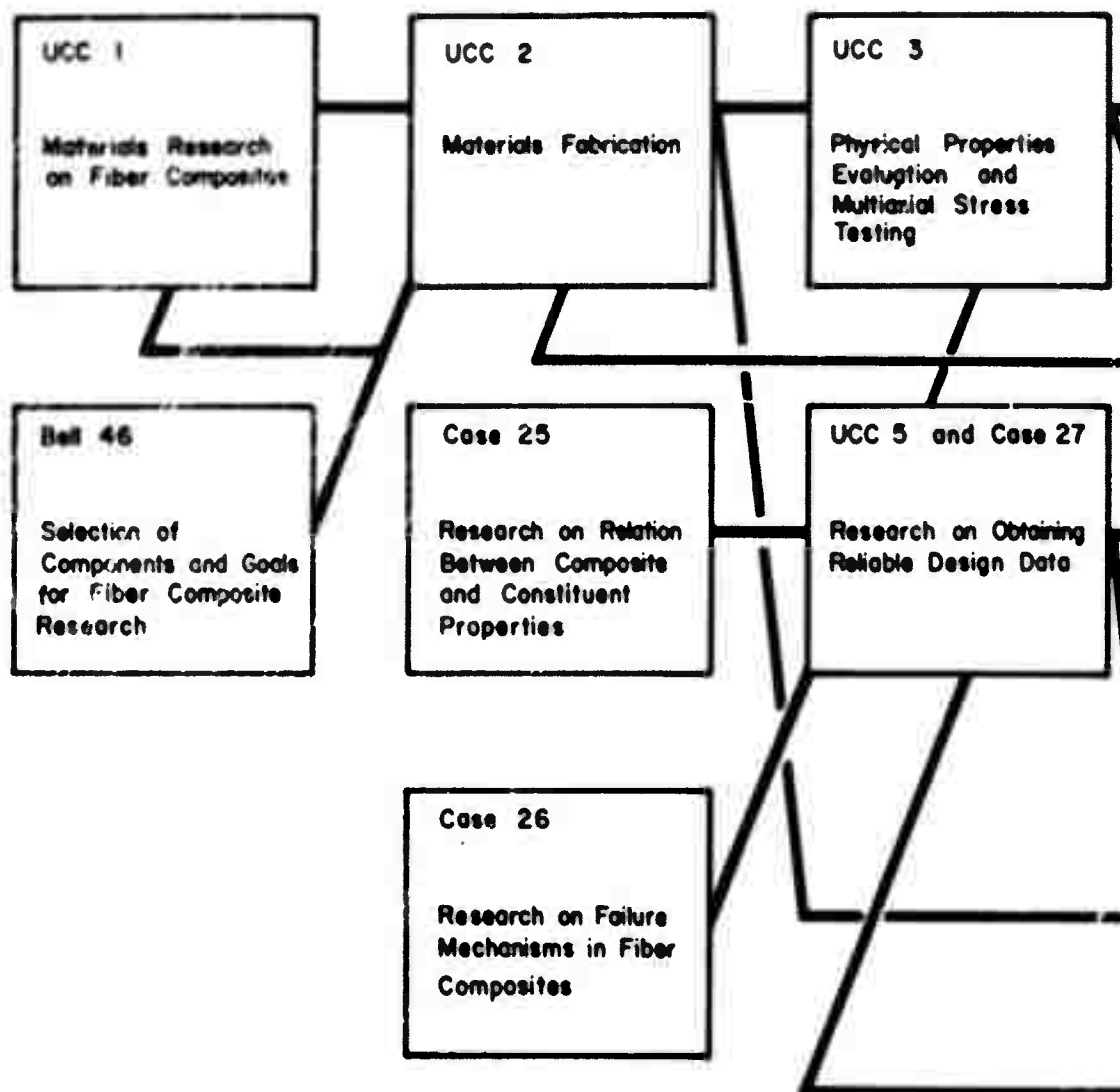 UCC 1
Materials Research
on Fiber Composites
UCC 2
Materials Fabrication
UCC 3
Physical Properties
Evaluation and
Multiaxial Stress
Testing
Bell 46
Selection of
Components and Goals
for Fiber Composite
Research
Case 25
Research on Relation
Between Composite
and Constituent
Properties
UCC 5 and Case 27
Research on Obtaining
Reliable Design Data
Case 26
Research on Failure
Mechanisms in Fiber
Composites